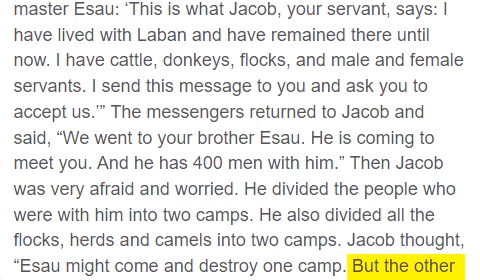 master Esau: ‘This is what Jacob, your servant, says: I
have lived with Laban and have remained there until
now. I have cattle, donkeys, flocks, and male and female
servants. I send this message to you and ask you to
accept us.’” The messengers returned to Jacob and
said, “We went to your brother Esau. He is coming to
meet you. And he has 400 men with him.” Then Jacob
was very afraid and worried. He divided the people who
were with him into two camps. He also divided all the
flocks, herds and camels into two camps. Jacob thought,
“Esau might come and destroy one camp. But the other